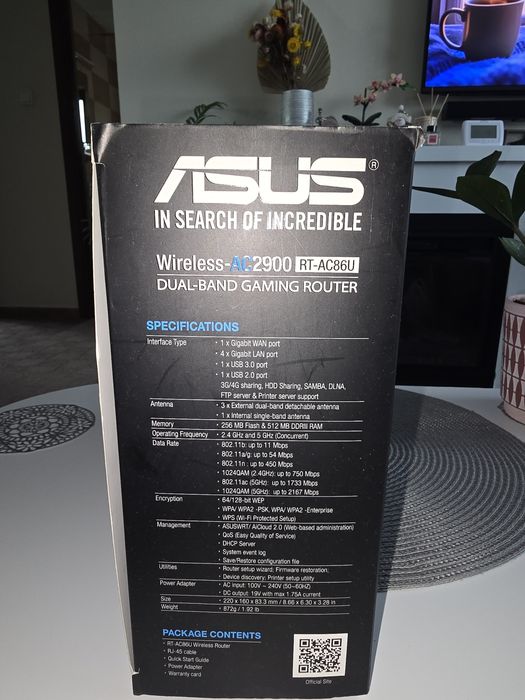 ASUS®
IN SEARCH OF INCREDIBLE
Wireless-AC2900 RT-AC86U
DUAL-BAND GAMING ROUTER
SPECIFICATIONS
Interface Type • 1 x Gigabit WAN port
• 4 x Gigabit LAN port
• 1 x USB 3.0 port
• 1 x USB 2.0 port
3G/4G sharing, HDD Sharing, SAMBA, DLNA,
FTP server & Printer server support
Antenna • 3 x External dual-band detachable antenna
• 1 x Internal single-band antenna
Memory • 256 MB Flash & 512 MB DDRIII RAM
Operating Frequency • 2.4 GHz and 5 GHz (Concurrent)
Data Rate • 802.11b: up to 11 Mbps
• 802.11a/g: up to 54 Mbps
• 802.11n : up to 450 Mbps
• 1024QAM (2.4GHz): up to 750 Mbps
• 802.11ac (5GHz): up to 1733 Mbps
• 1024QAM (5GHz): up to 2167 Mbps
Encryption • 64/128-bit WEP
• WPA/ WPA2 -PSK, WPA/ WPA2 -Enterprise
• WPS (Wi-Fi Protected Setup)
Management • ASUSWRT/ AiCloud 2.0 (Web-based administration)
• QoS (Easy Quality of Service)
• DHCP Server
• System event log
• Save/Restore configuration file
Utilities • Router setup wizard; Firmware restoration;
• Device discovery; Printer setup utility
Power Adapter • AC input: 100V ~ 240V (50~60HZ)
• DC output: 19V with max 1.75A current
Size • 220 x 160 x 83.3 mm / 8.66 x 6.30 x 3.28 in
Weight • 872g / 1.92 lb
PACKAGE CONTENTS
• RT-AC86U Wireless Router
• RJ-45 cable
• Quick Start Guide
• Power Adapter
• Warranty card
Official Site